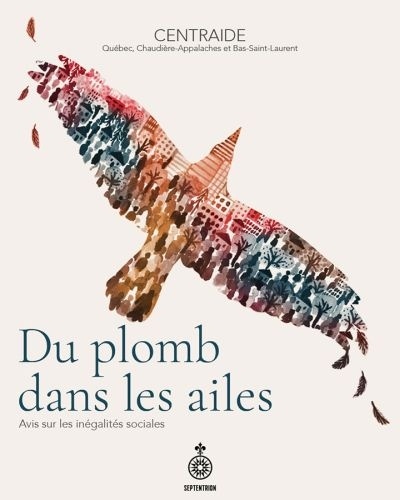 CENTRAIDE
Québec, Chaudière-Appalaches et Bas-Saint-Laurent
Du plomb
dans les ailes
Avis sur les inégalités sociales
SEPTENTRION